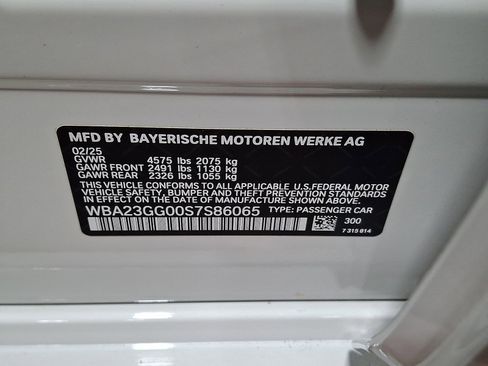 MFD BY BAYERISCHE MOTOREN WERKE AG
02/25
GVWR 4575 lbs 2075 kg
GAWR FRONT 2491 lbs 1130 kg
GAWR REAR 2326 lbs 1055 kg
THIS VEHICLE CONFORMS TO ALL APPLICABLE U.S.FEDERAL MOTOR
VEHICLE SAFETY, BUMPER AND THEFT PREVENTION STANDARDS
IN EFFECT ON THE DATE OF MANUFACTURE SHOWN ABOVE.
WBA23GG00S7S86065 TYPE: PASSENGER CAR
300
7 315 814